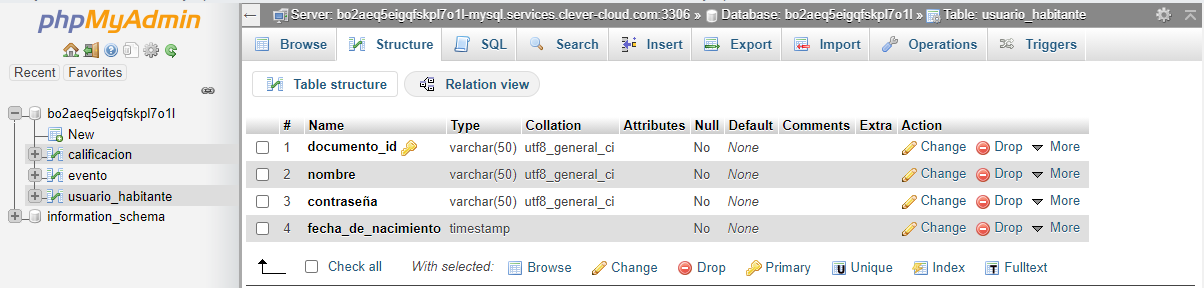 phpMyAdmin
Recent Favorites
bo2aeq5eigqfskpl7o1l
New
calificacion
evento
usuario_habitante
information_schema
Server: bo2aeq5eigqfskpl7o1l-mysql.services.clever-cloud.com:3306 » Database: bo2aeq5eigqfskpl7o1l » Table: usuario_habitante
Browse Structure SQL Search Insert Export Import Operations Triggers
Table structure Relation view
# Name Type Collation Attributes Null Default Comments Extra Action
1 documento_id varchar(50) utf8_general_ci No None Change Drop More
2 nombre varchar(50) utf8_general_ci No None Change Drop More
3 contraseña varchar(50) utf8_general_ci No None Change Drop More
4 fecha_de_nacimiento timestamp No None Change Drop More
Check all With selected: Browse Change Drop Primary Unique Index Fulltext